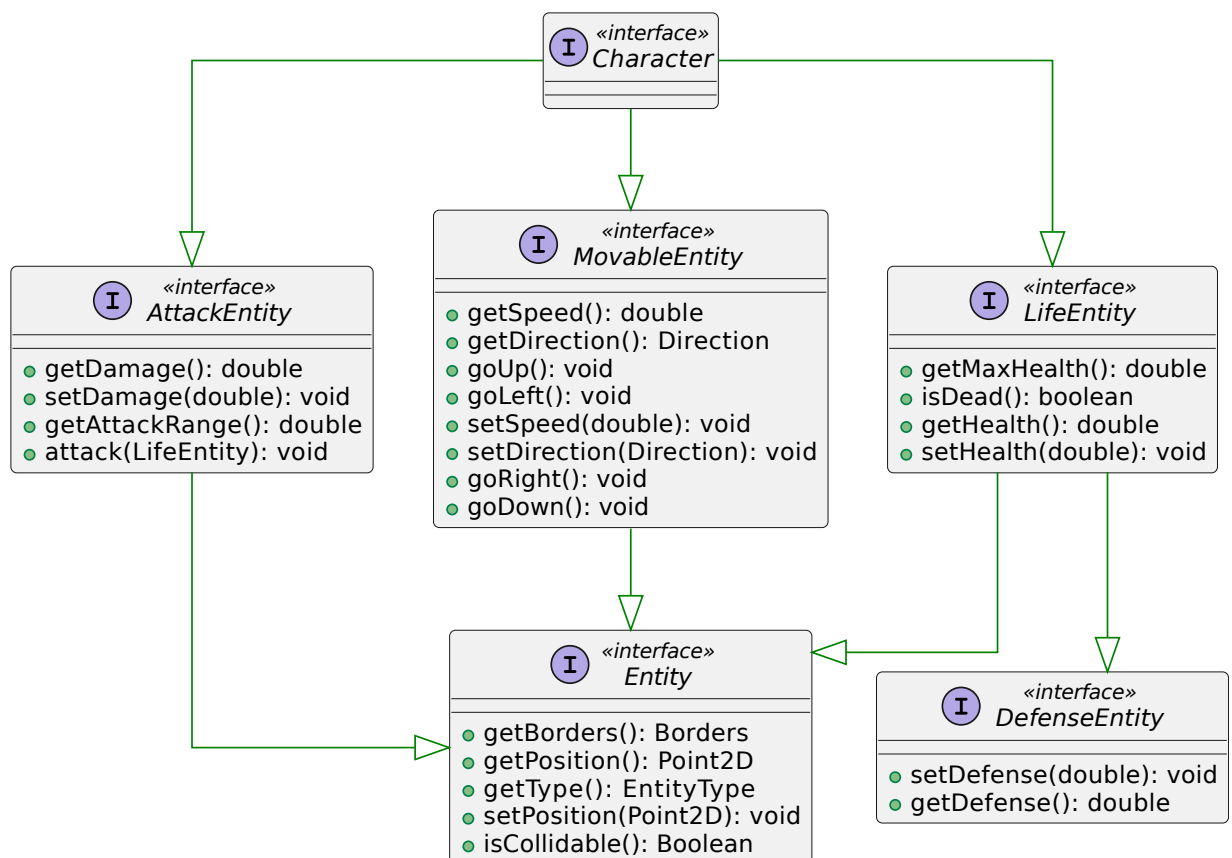 I
«interface»
Character
I
«interface»
AttackEntity
getDamage(): double
setDamage(double): void
getAttackRange(): double
attack(LifeEntity): void
I
«interface»
MovableEntity
getSpeed(): double
getDirection(): Direction
goUp(): void
goLeft(): void
setSpeed(double): void
setDirection(Direction): void
goRight(): void
goDown(): void
I
«interface»
LifeEntity
getMaxHealth(): double
isDead(): boolean
getHealth(): double
setHealth(double): void
I
«interface»
Entity
getBorders(): Borders
getPosition(): Point2D
getType(): EntityType
setPosition(Point2D): void
isCollidable(): Boolean
I
«interface»
DefenseEntity
setDefense(double): void
getDefense(): double